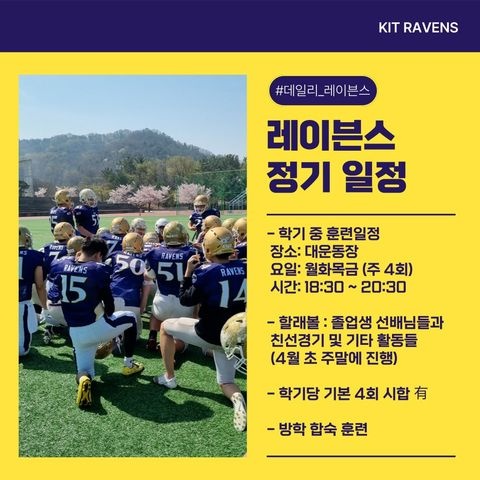 KIT RAVENS
#데일리_레이븐스
레이븐스
정기 일정
- 학기 중 훈련일정
장소: 대운동장
요일: 월화목금 (주 4회)
시간: 18:30 ~ 20:30
- 할래볼 : 졸업생 선배님들과
친선경기 및 기타 활동들
(4월 초 주말에 진행)
- 학기당 기본 4회 시합 有
- 방학 합숙 훈련
RAVENS
15
50
51
RAVENS
14